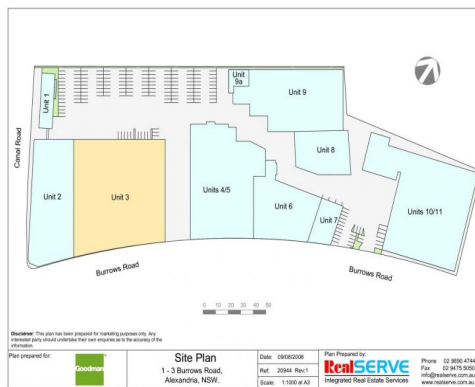 Unit 1
Unit 9a
Unit 9
Canal Road
Unit 8
Unit 2
Unit 3
Units 4/5
Unit 6
Unit 7
Units 10/11
Burrows Road
Burrows Road
0 10 20 30 40 50
Disclaimer: This plan has been prepared for marketing purposes only. Any
interested party should undertake their own enquiries as to the accuracy of the
information.
Plan prepared for:
Goodman
Site Plan
1 - 3 Burrows Road,
Alexandria, NSW.
Date: 09/08/2008
Ref: 20944 Rev:1
Scale: 1:1000 at A3
Plan Prepared by:
RealSERVE
Integrated Real Estate Services
Phone 02 9890 4744
Fax
info@realserve.com.au
www.realserve.com.au